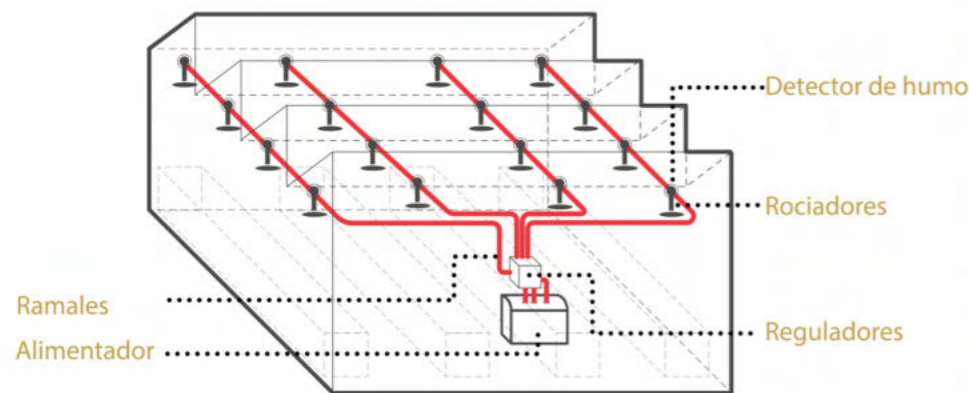 Detector de humo
Rociadores
Ramales
Reguladores
Alimentador